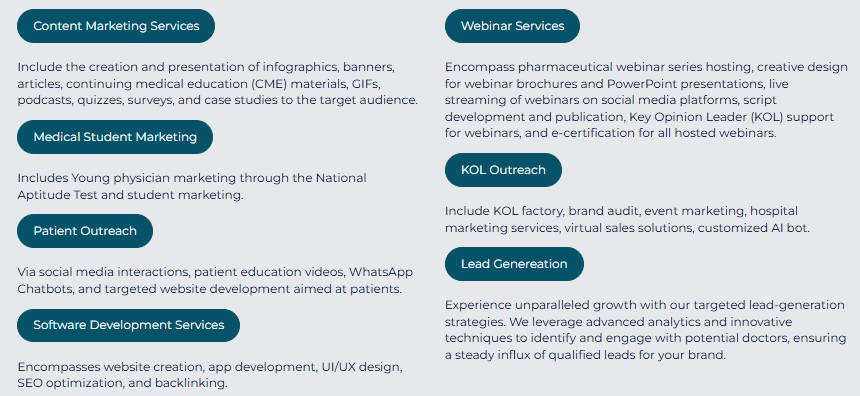 Content Marketing Services
Include the creation and presentation of infographics, banners,
articles, continuing medical education (CME) materials, GIFs,
podcasts, quizzes, surveys, and case studies to the target audience.
Medical Student Marketing
Includes Young physician marketing through the National
Aptitude Test and student marketing.
Patient Outreach
Via social media interactions, patient education videos, WhatsApp
Chatbots, and targeted website development aimed at patients.
Software Development Services
Encompasses website creation, app development, UI/UX design,
SEO optimization, and backlinking.
Webinar Services
Encompass pharmaceutical webinar series hosting, creative design
for webinar brochures and PowerPoint presentations, live
streaming of webinars on social media platforms, script
development and publication, Key Opinion Leader (KOL) support
for webinars, and e-certification for all hosted webinars.
KOL Outreach
Include KOL factory, brand audit, event marketing, hospital
marketing services, virtual sales solutions, customized AI bot.
Lead Genereation
Experience unparalleled growth with our targeted lead-generation
strategies. We leverage advanced analytics and innovative
techniques to identify and engage with potential doctors, ensuring
a steady influx of qualified leads for your brand.